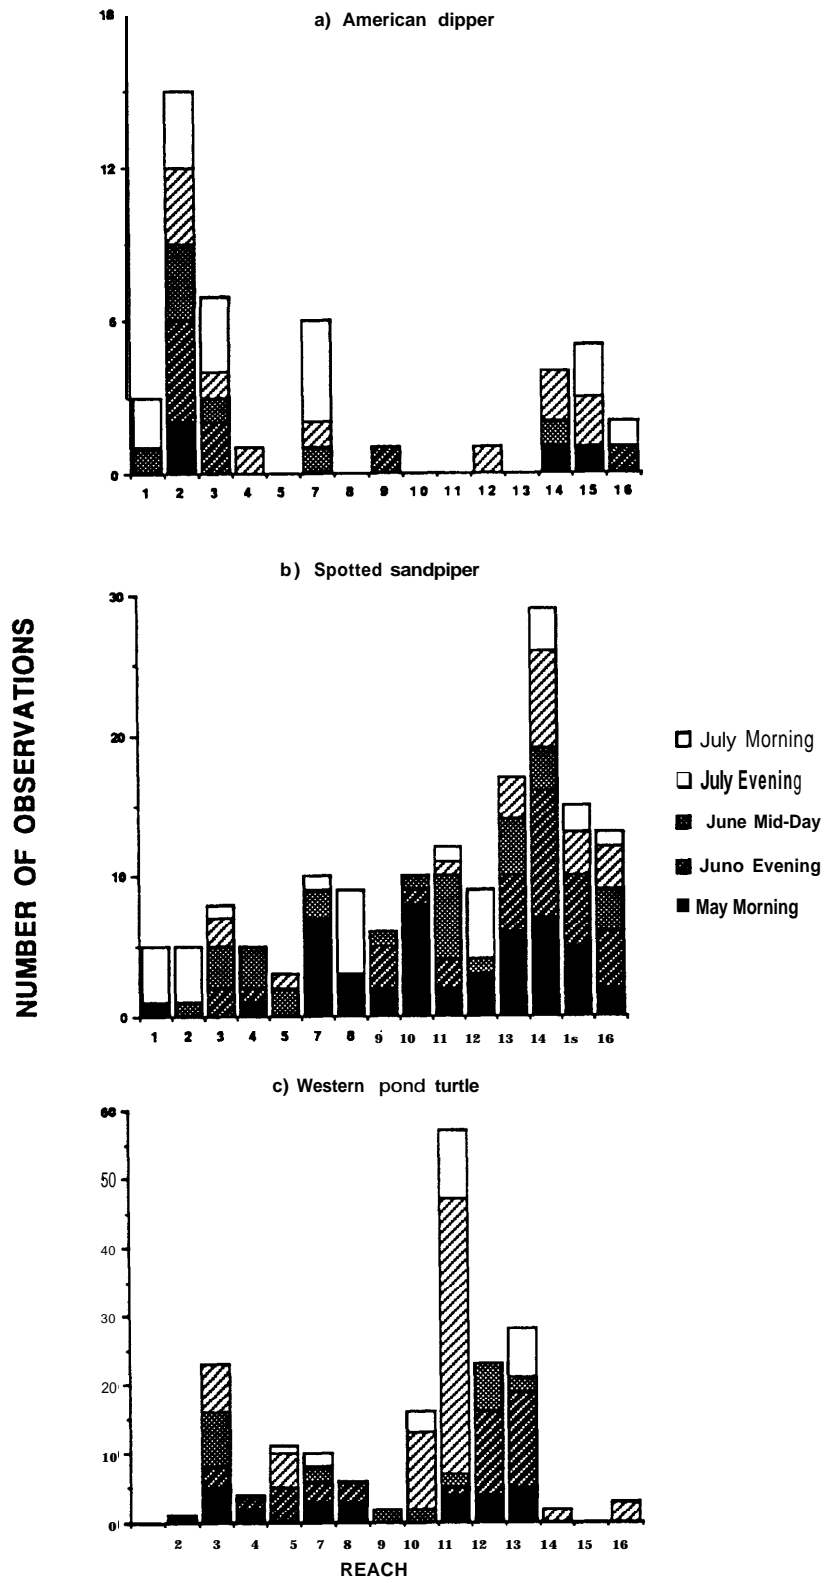 a) American dipper
18
12
6
0
1 2 3 4 5 7 8 9 10 11 12 13 14 15 16
b) Spotted sandpiper
30
20
10
0
1 2 3 4 5 7 8 9 10 11 12 13 14 1s 16
NUMBER OF OBSERVATIONS
July Morning
July Evening
June Mid-Day
Juno Evening
May Morning
c) Western pond turtle
60
50
40
30
20
10
0
2 3 4 5 7 8 9 10 11 12 13 14 15 16
REACH